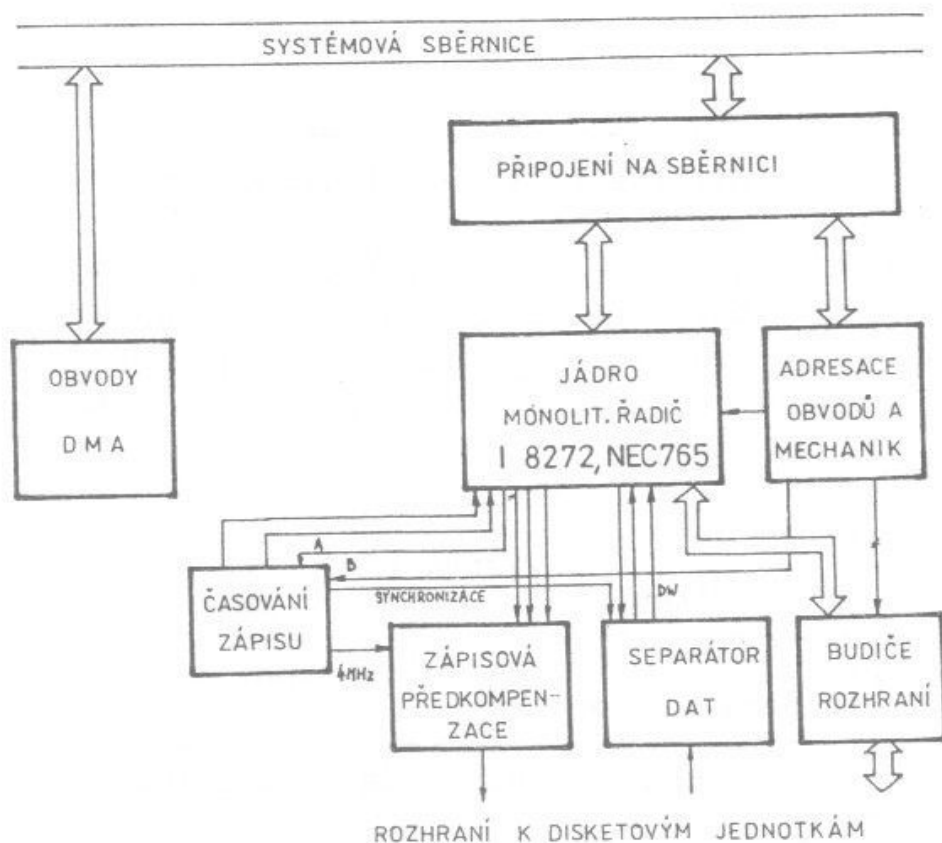 SYSTÉMOVÁ SBĚRNICE
PŘIPOJENÍ NA SBĚRNICI
OBVODY
DMA
JÁDRO
MONOLIT. ŘADIČ
I 8272, NEC765
ADRESACE
OBVODŮ A
MECHANIK
A
B
SYNCHRONIZACE
DW
ČASOVÁNÍ
ZÁPISU
4MHz
ZÁPISOVÁ
PŘEDKOMPEN-
ZACE
SEPARÁTOR
DAT
BUDIČE
ROZHRANÍ
ROZHRANÍ K DISKETOVÝM JEDNOTKÁM